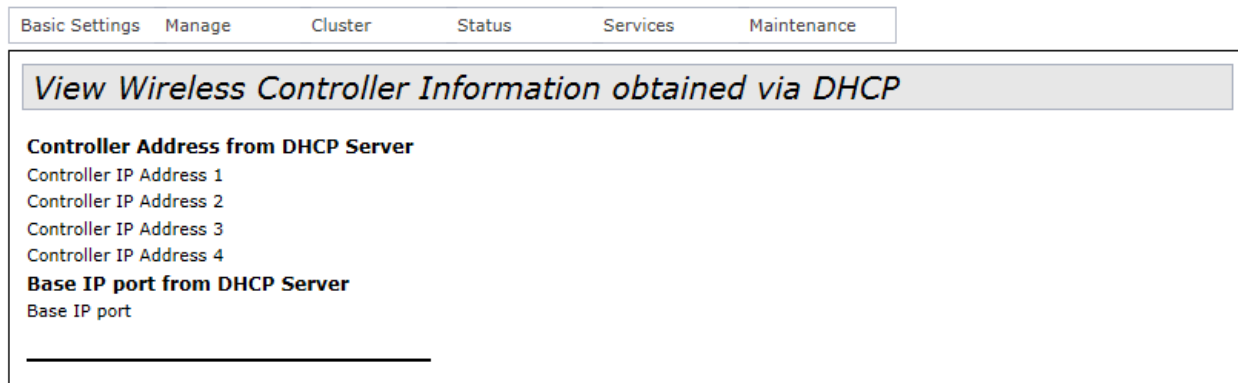 Basic Settings Manage Cluster Status Services Maintenance
View Wireless Controller Information obtained via DHCP
Controller Address from DHCP Server
Controller IP Address 1
Controller IP Address 2
Controller IP Address 3
Controller IP Address 4
Base IP port from DHCP Server
Base IP port